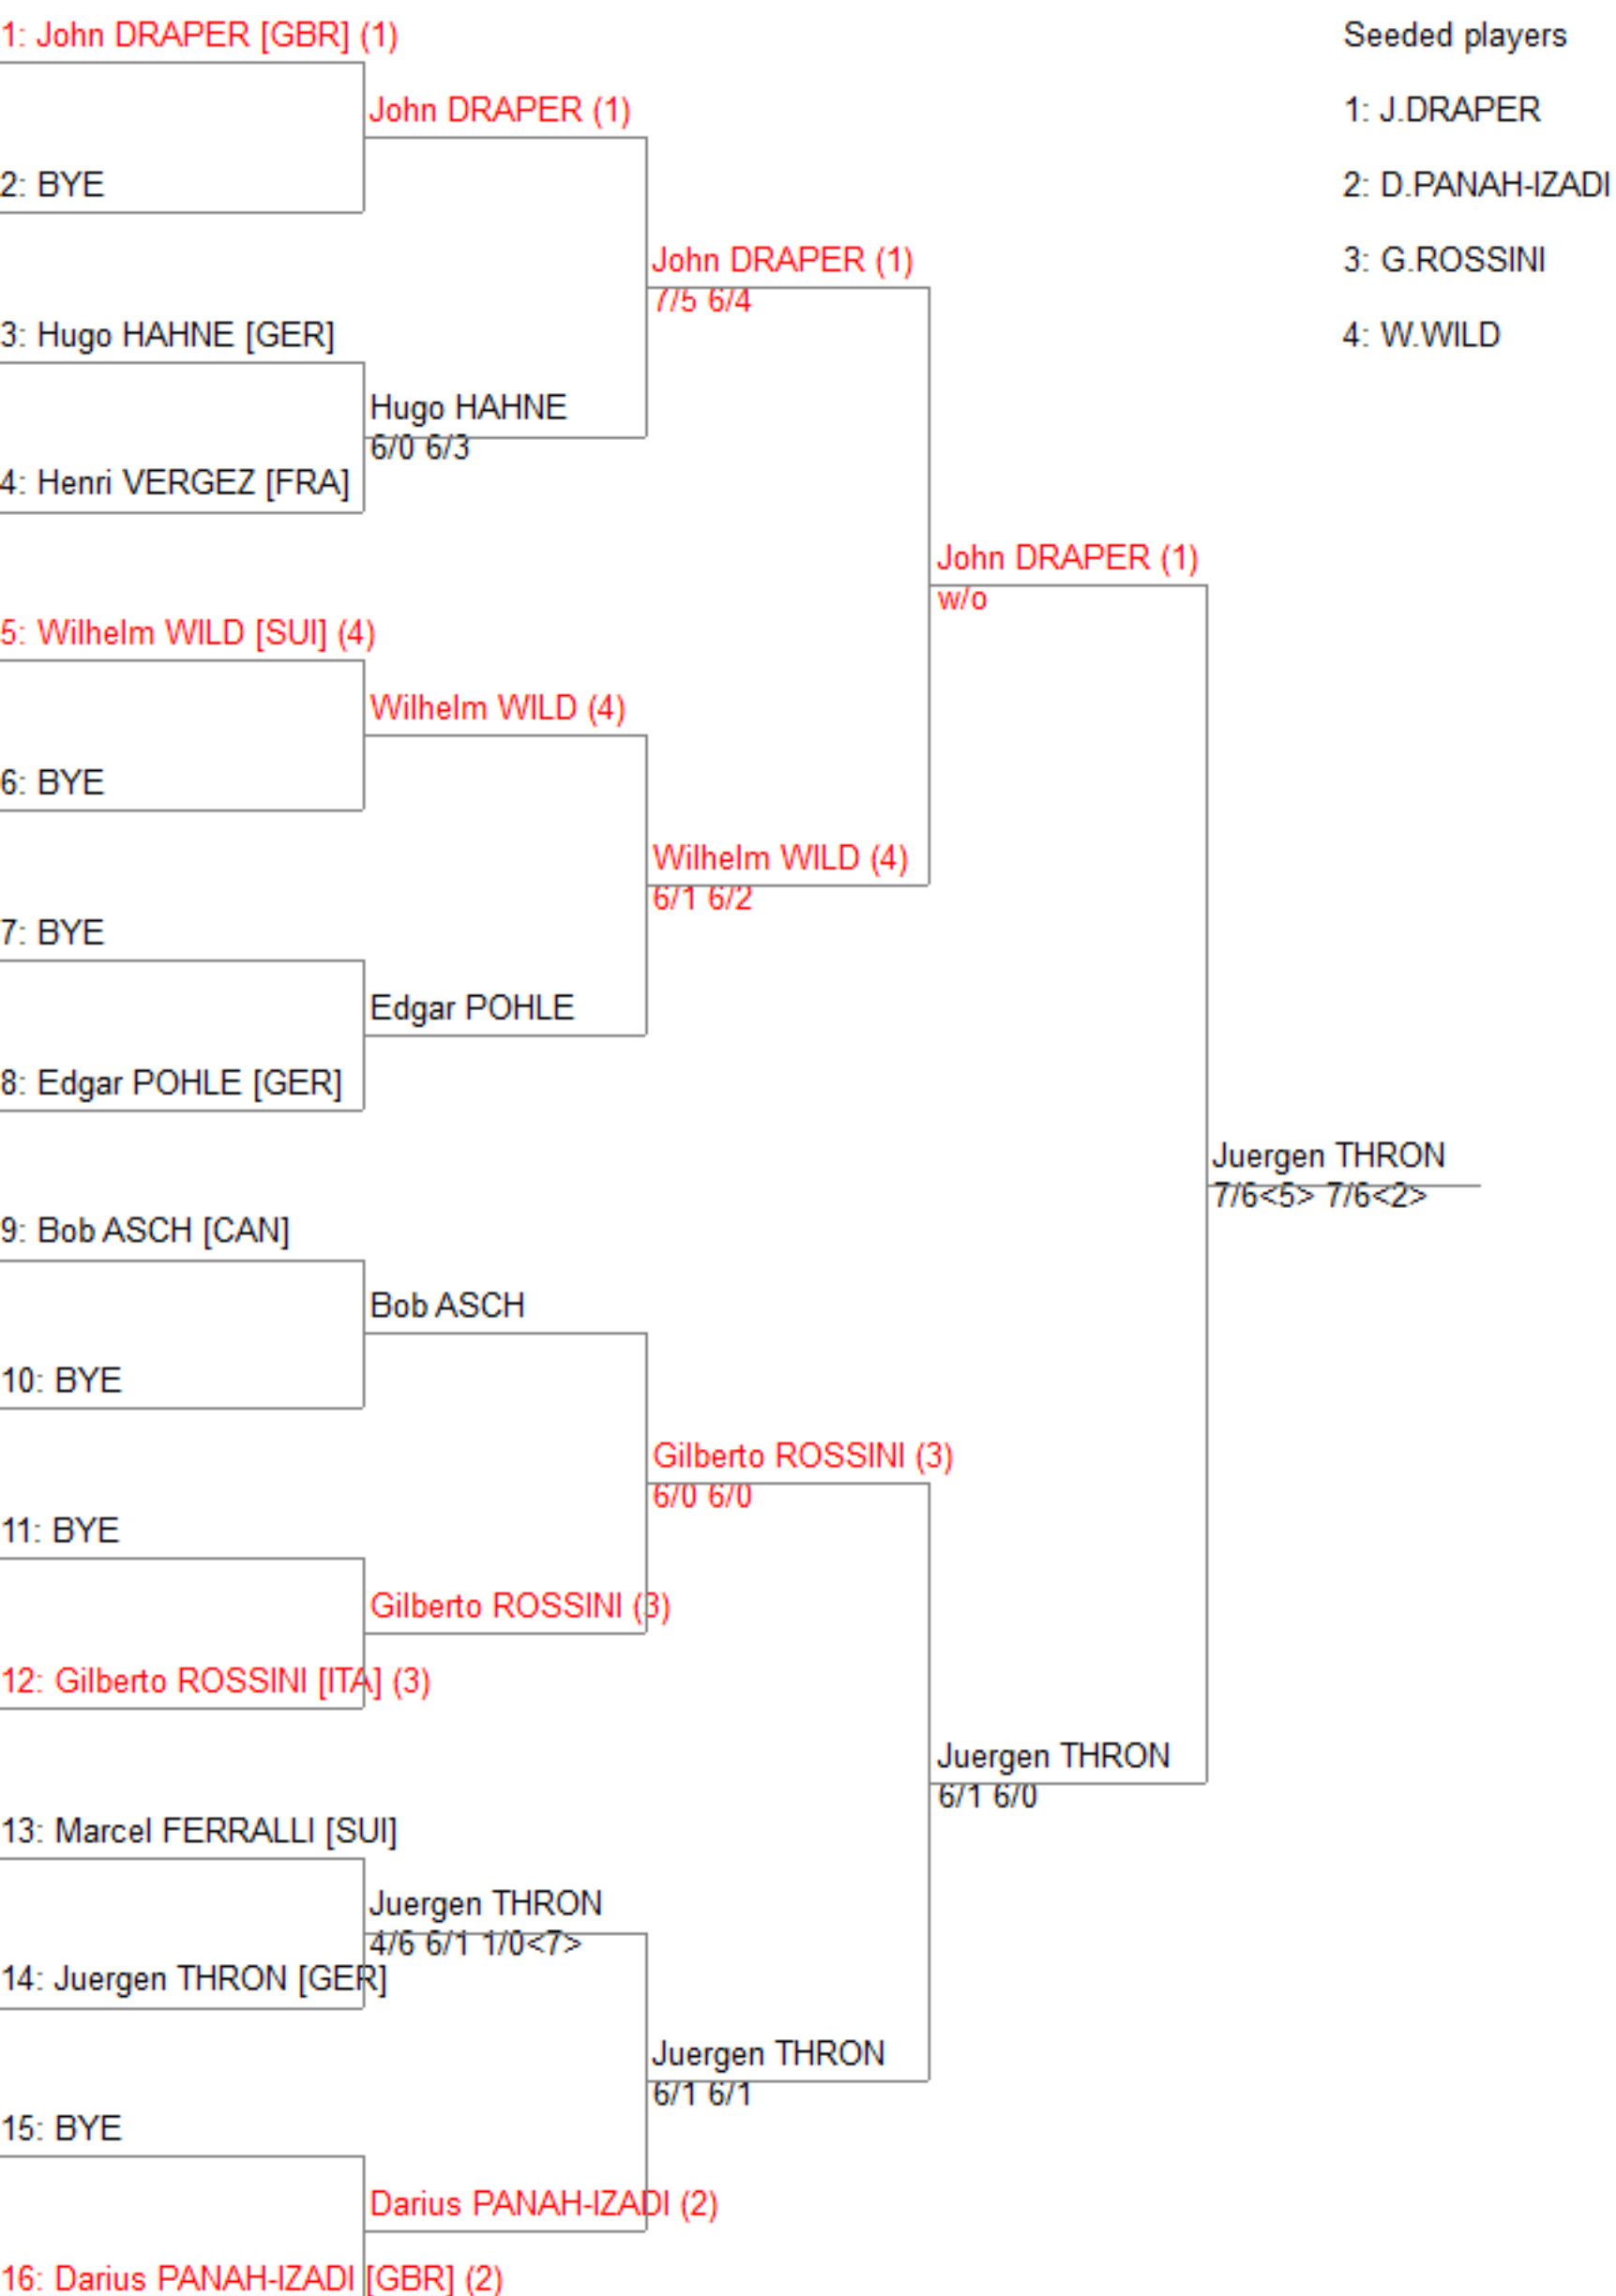 1: John DRAPER [GBR] (1)
Seeded players
John DRAPER (1)
1: J.DRAPER
2: BYE
2: D.PANAH-IZADI
John DRAPER (1)
7/5 6/4
3: G.ROSSINI
3: Hugo HAHNE [GER]
4: W.WILD
Hugo HAHNE
6/0 6/3
4: Henri VERGEZ [FRA]
John DRAPER (1)
w/o
5: Wilhelm WILD [SUI] (4)
Wilhelm WILD (4)
6: BYE
Wilhelm WILD (4)
6/1 6/2
7: BYE
Edgar POHLE
8: Edgar POHLE [GER]
Juergen THRON
7/6<5> 7/6<2>
9: Bob ASCH [CAN]
Bob ASCH
10: BYE
Gilberto ROSSINI (3)
6/0 6/0
11: BYE
Gilberto ROSSINI (3)
12: Gilberto ROSSINI [ITA] (3)
Juergen THRON
6/1 6/0
13: Marcel FERRALLI [SUI]
Juergen THRON
4/6 6/1 1/0<7>
14: Juergen THRON [GER]
Juergen THRON
6/1 6/1
15: BYE
Darius PANAH-IZADI (2)
16: Darius PANAH-IZADI [GBR] (2)